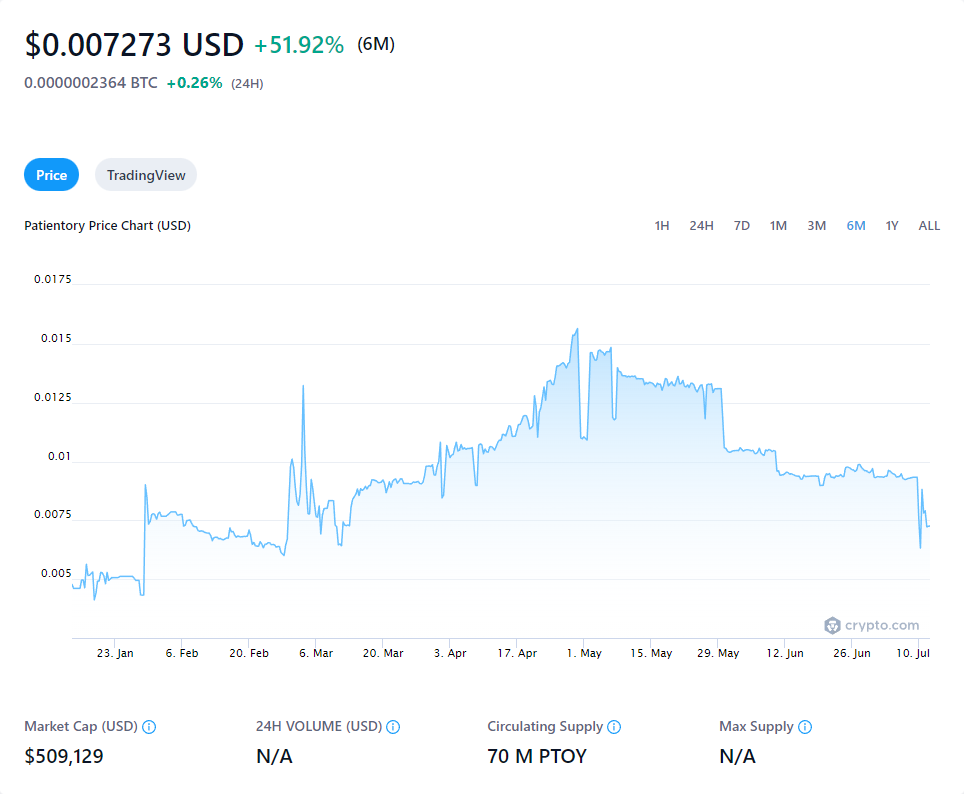 $0.007273 USD +51.92% (6M)
0.0000002364 BTC +0.26% (24H)
Price TradingView
Patientory Price Chart (USD) 1H 24H 7D 1M 3M 6M 1Y ALL
0.0175
0.015
0.0125
0.01
0.0075
0.005
crypto.com
23. Jan 6. Feb 20. Feb 6. Mar 20. Mar 3. Apr 17. Apr 1. May 15. May 29. May 12. Jun 26. Jun 10. Jul
Market Cap (USD) 24H VOLUME (USD) Circulating Supply Max Supply
$509,129 N/A 70 M PTOY N/A